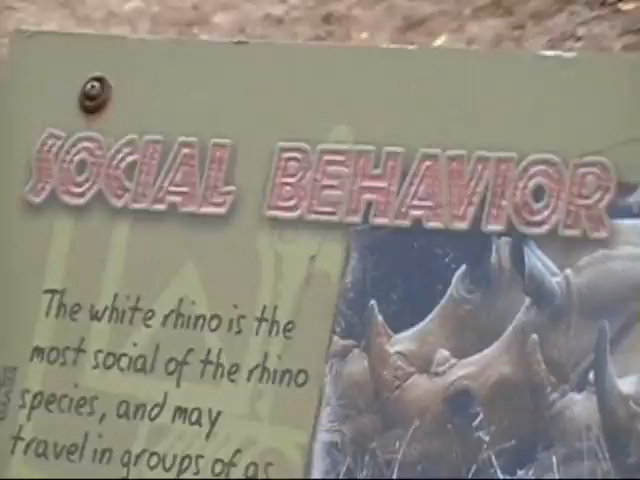 SOCIAL BEHAVIOR
The white rhino is the
most social of the rhino
species, and may
travel in groups of as